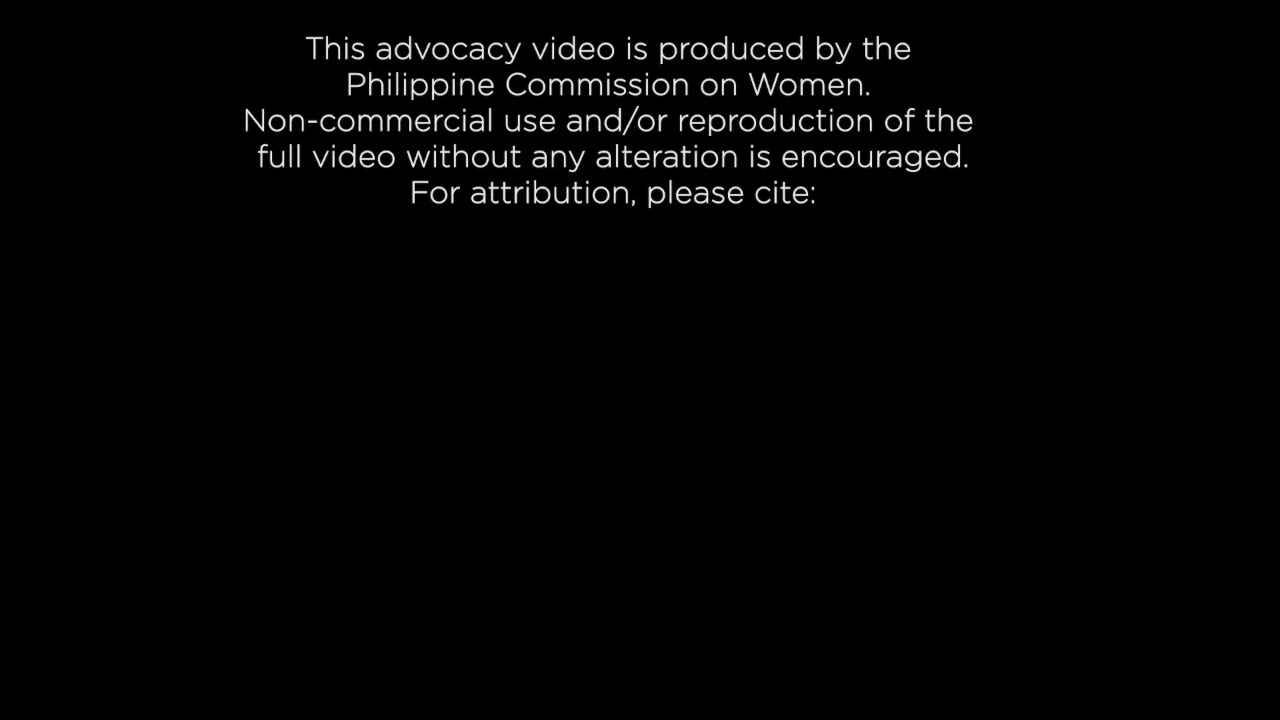 This advocacy video is produced by the
Philippine Commission on Women.
Non-commercial use and/or reproduction of the
full video without any alteration is encouraged.
For attribution, please cite: